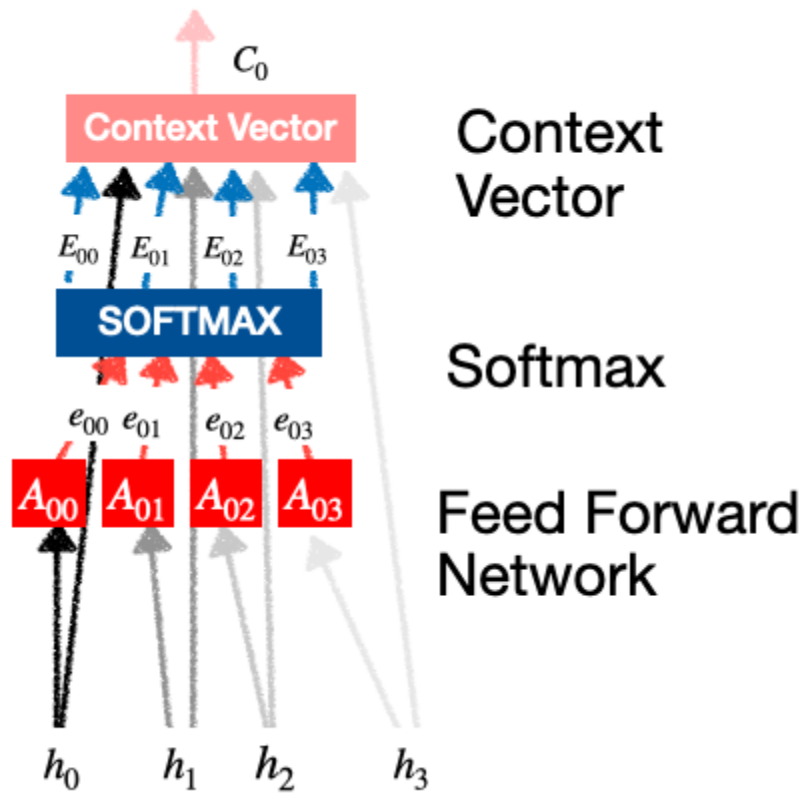 C₀
Context Vector
Context
Vector
E₀₀ E₀₁ E₀₂ E₀₃
SOFTMAX
Softmax
e₀₀ e₀₁ e₀₂ e₀₃
A₀₀ A₀₁ A₀₂ A₀₃
Feed Forward
Network
h₀ h₁ h₂ h₃